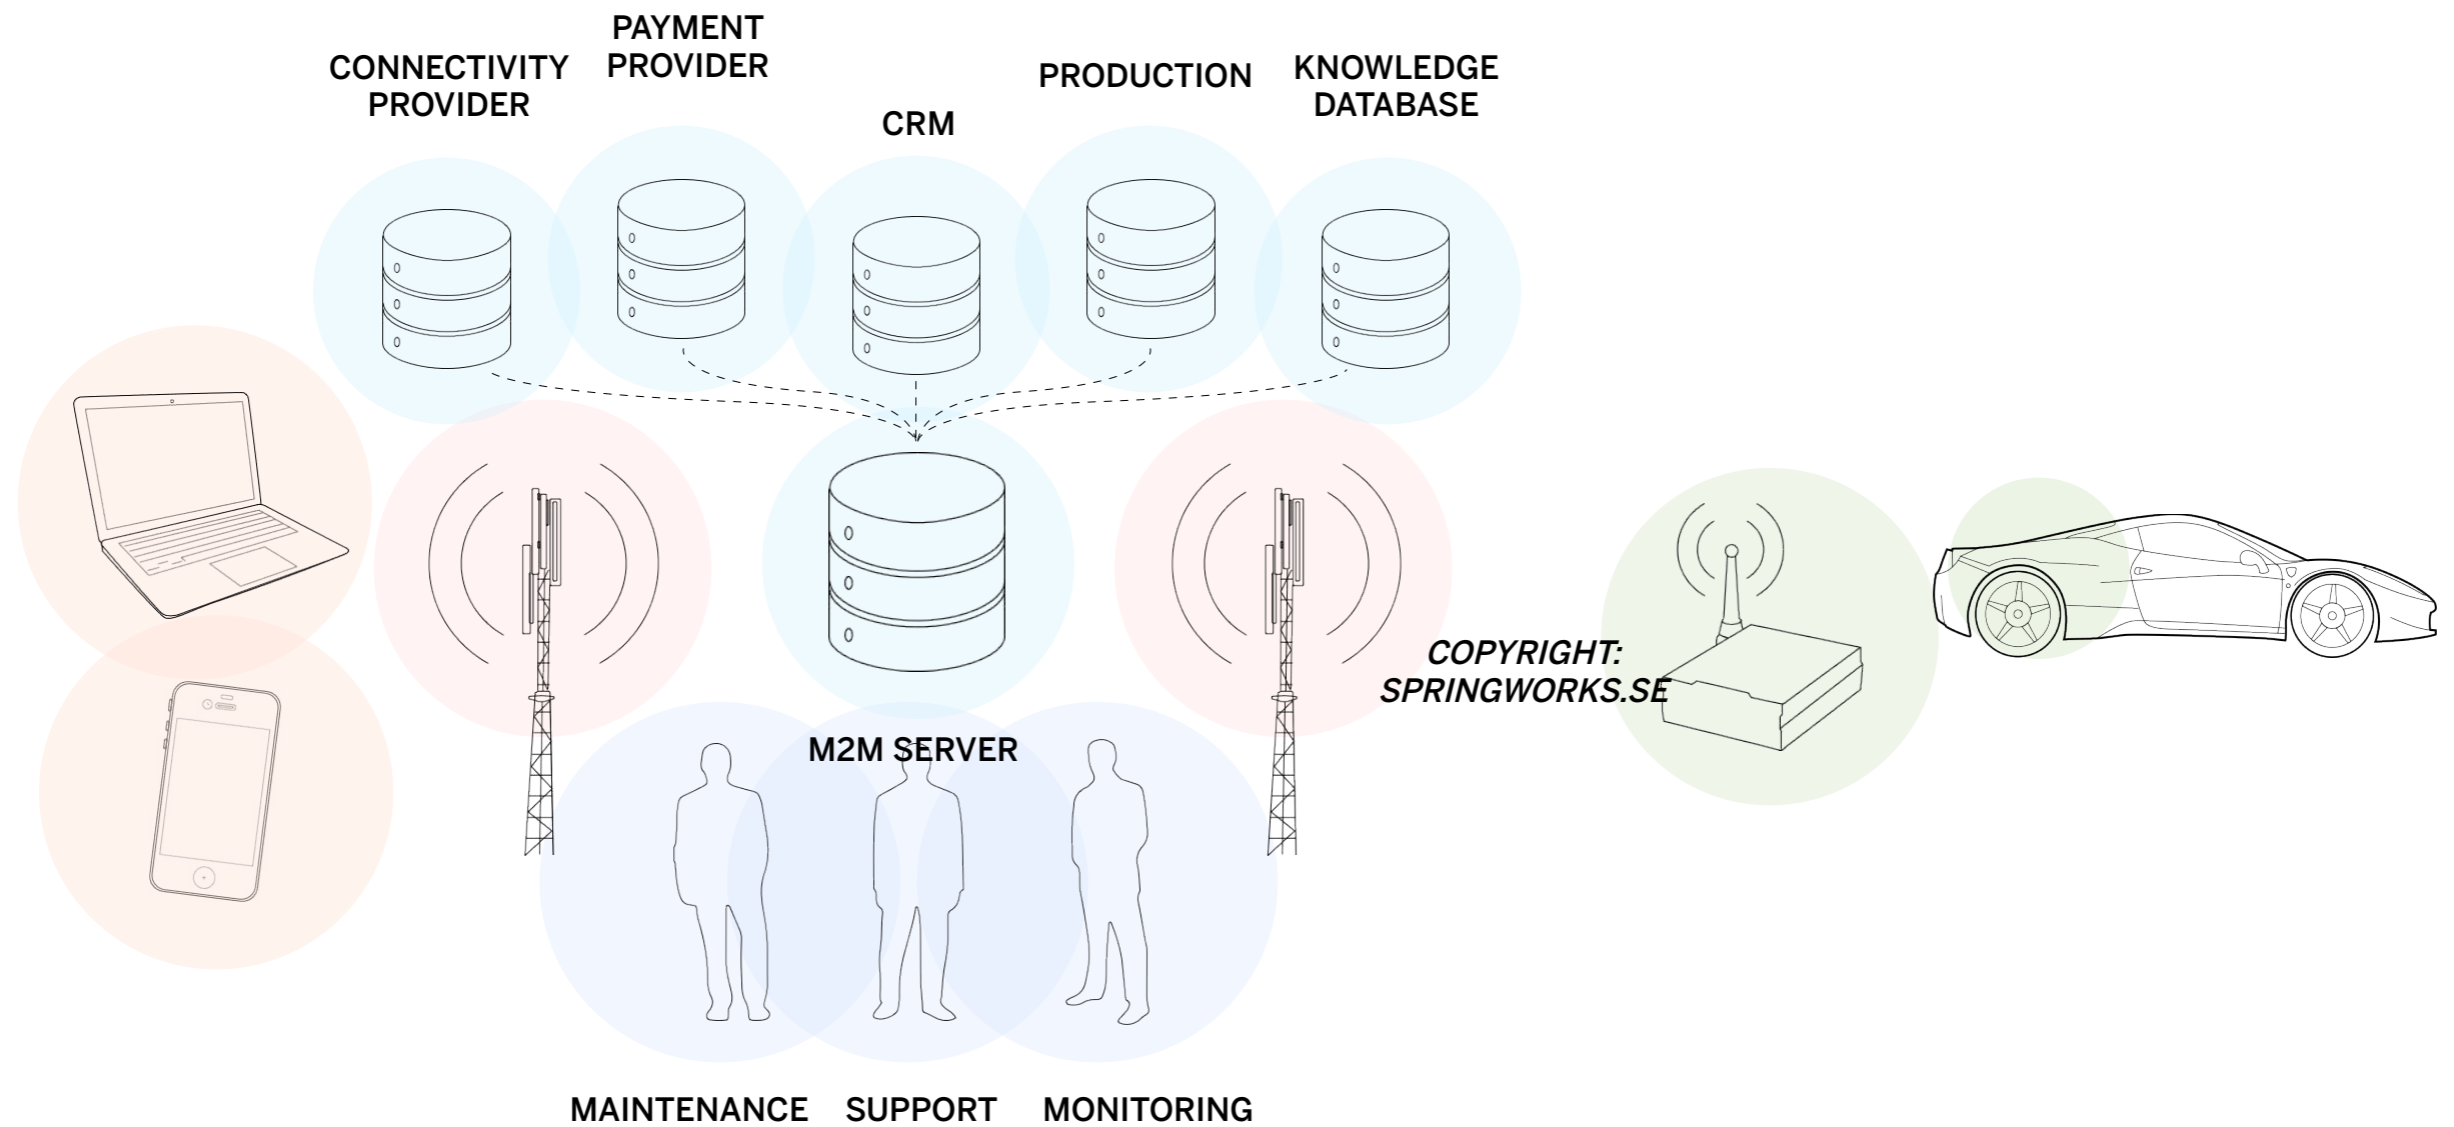 PAYMENT
PROVIDER
CONNECTIVITY
PROVIDER
CRM
PRODUCTION
KNOWLEDGE
DATABASE
COPYRIGHT:
SPRINGWORKS.SE
M2M SERVER
MAINTENANCE
SUPPORT
MONITORING